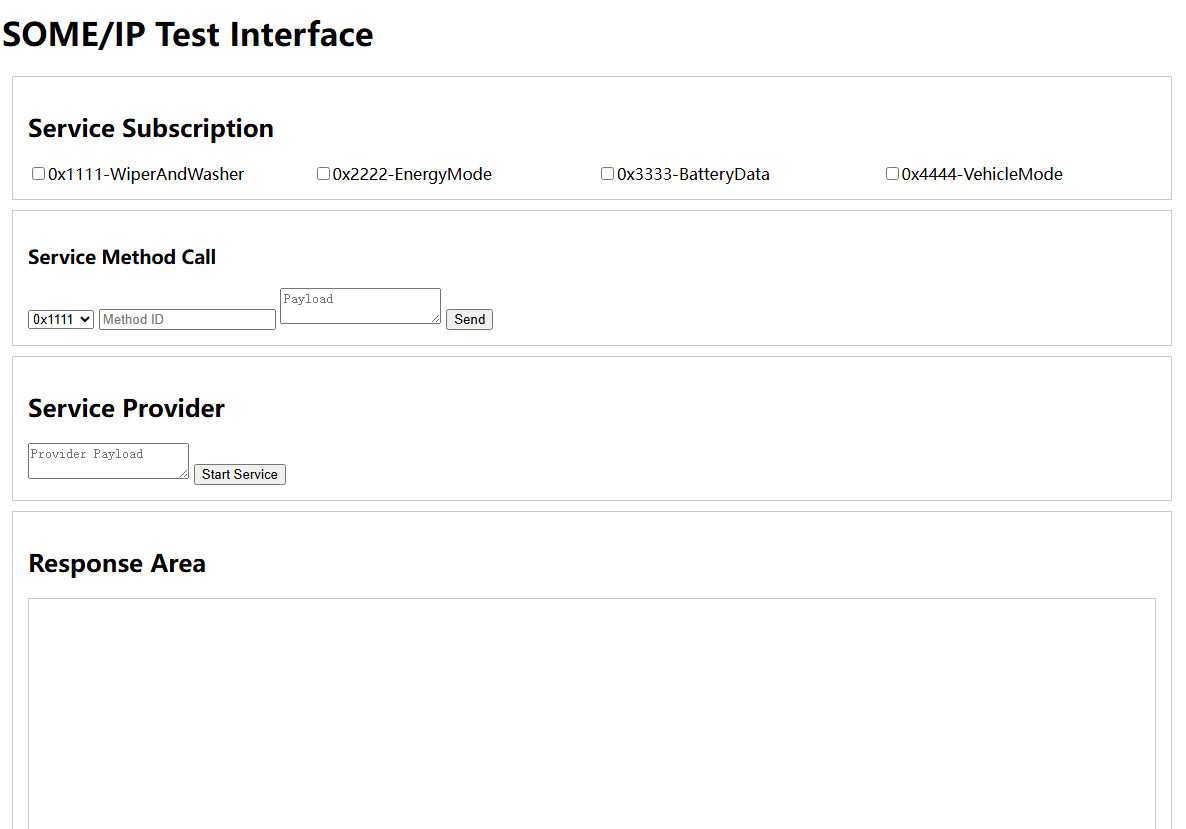 SOME/IP Test Interface
Service Subscription
0x1111-WiperAndWasher 0x2222-EnergyMode 0x3333-BatteryData 0x4444-VehicleMode
Service Method Call
0x1111 Method ID Payload Send
Service Provider
Provider Payload Start Service
Response Area